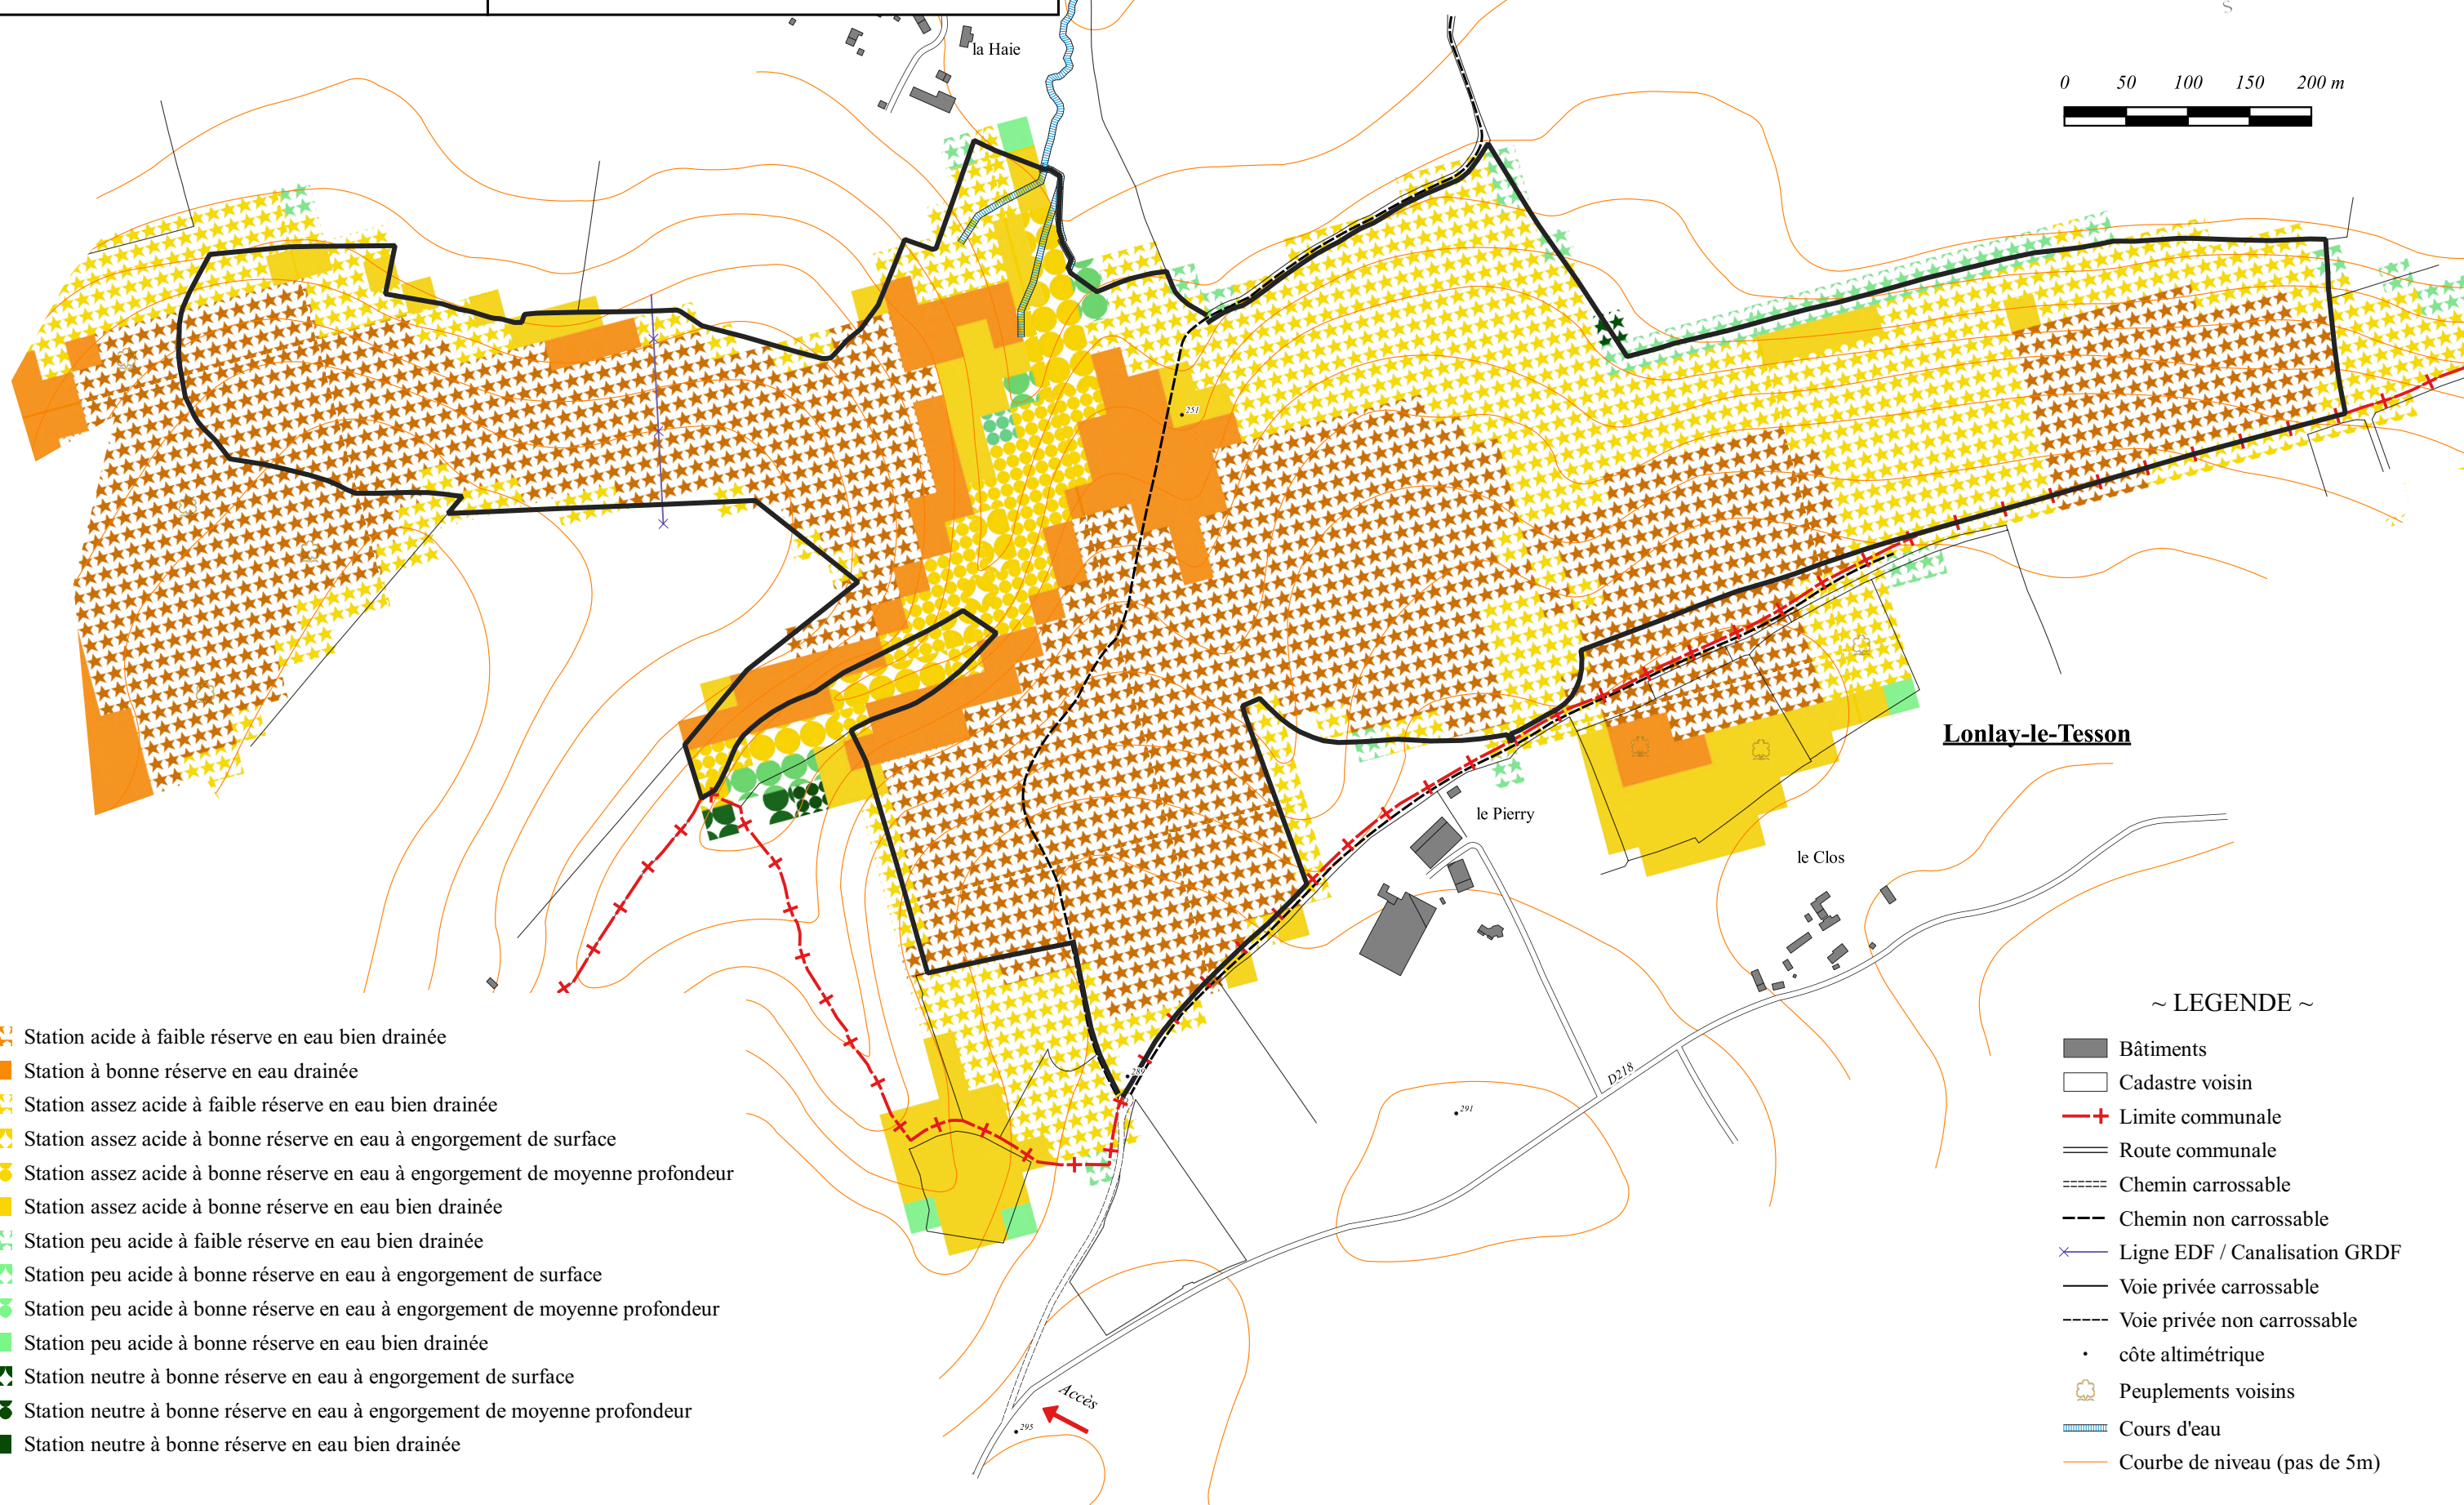 S
la Haie
0 50 100 150 200 m
251
Lonlay-le-Tesson
le Pierry
le Clos
~ LEGENDE ~
Bâtiments
Cadastre voisin
Limite communale
Route communale
Chemin carrossable
Chemin non carrossable
Ligne EDF / Canalisation GRDF
Voie privée carrossable
Voie privée non carrossable
côte altimétrique
Peuplements voisins
Cours d'eau
Courbe de niveau (pas de 5m)
Station acide à faible réserve en eau bien drainée
Station à bonne réserve en eau drainée
Station assez acide à faible réserve en eau bien drainée
Station assez acide à bonne réserve en eau à engorgement de surface
Station assez acide à bonne réserve en eau à engorgement de moyenne profondeur
Station assez acide à bonne réserve en eau bien drainée
Station peu acide à faible réserve en eau bien drainée
Station peu acide à bonne réserve en eau à engorgement de surface
Station peu acide à bonne réserve en eau à engorgement de moyenne profondeur
Station peu acide à bonne réserve en eau bien drainée
Station neutre à bonne réserve en eau à engorgement de surface
Station neutre à bonne réserve en eau à engorgement de moyenne profondeur
Station neutre à bonne réserve en eau bien drainée
D218
291
Accès
295